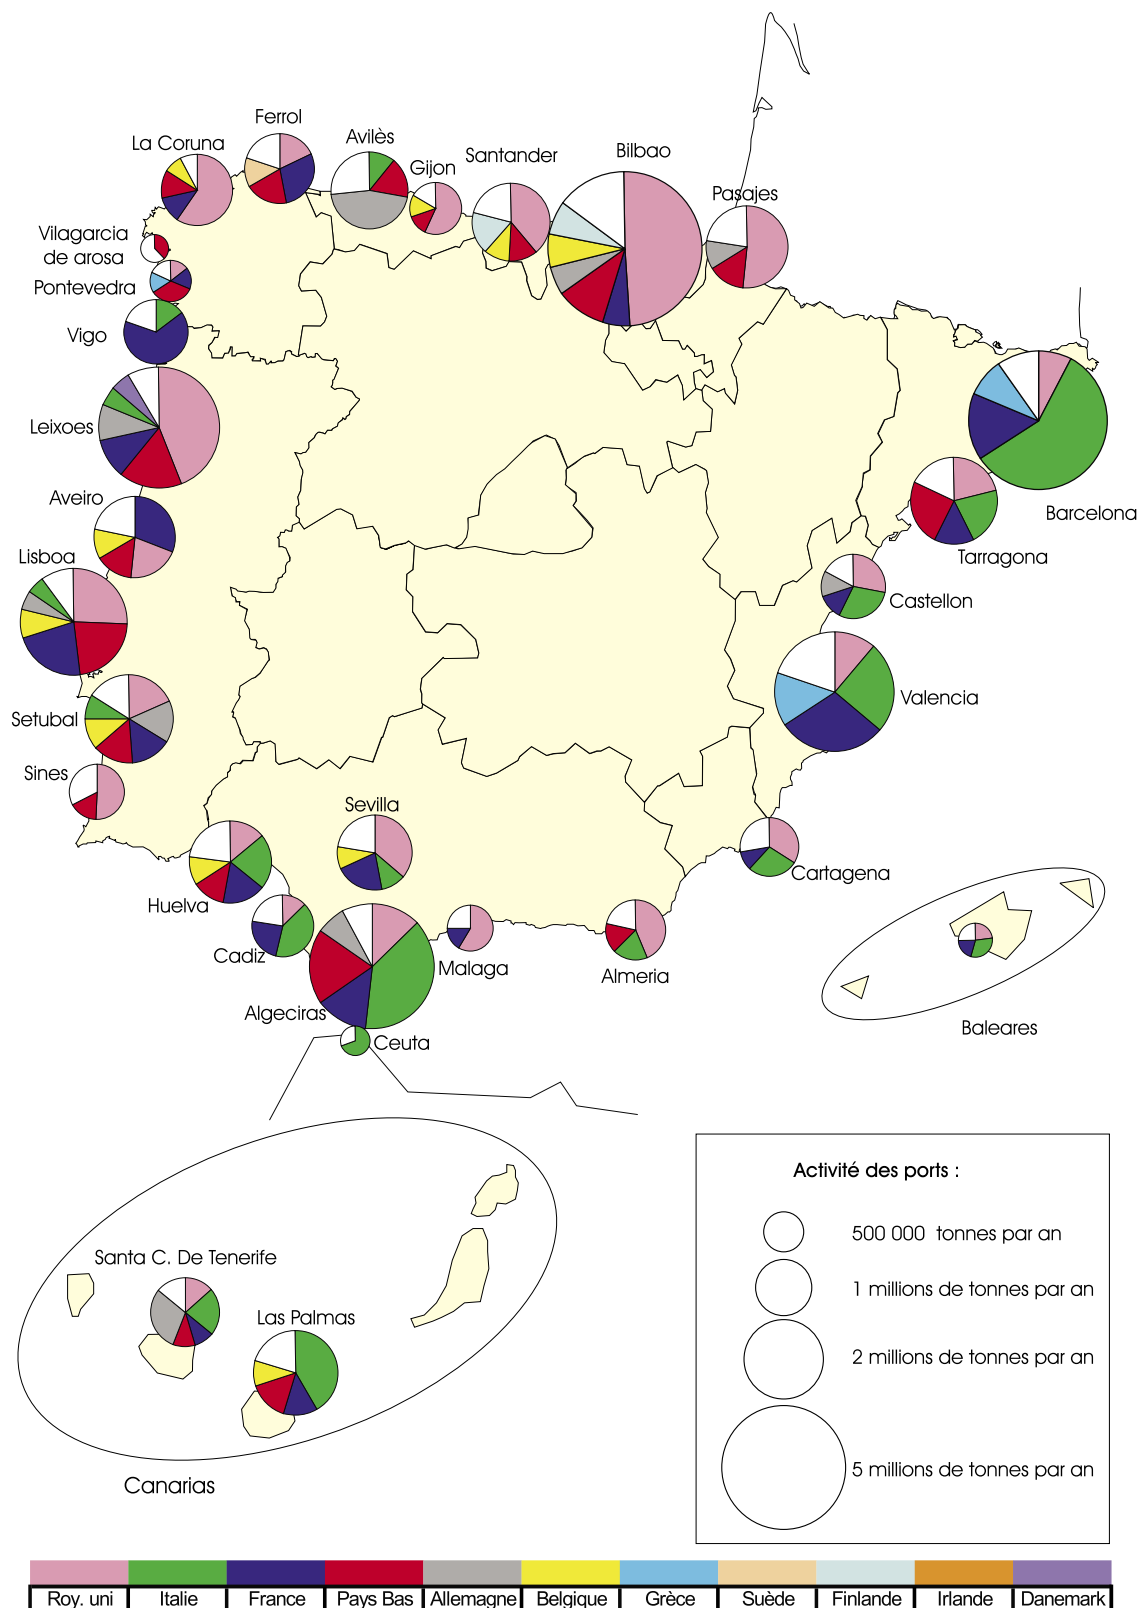 Ferrol
Avilès
La Coruna
Gijon
Santander
Bilbao
Pasajes
Vilagarcia
de arosa
Pontevedra
Vigo
Leixoes
Aveiro
Barcelona
Tarragona
Lisboa
Castellon
Valencia
Setubal
Sines
Sevilla
Cartagena
Huelva
Cadiz
Malaga
Almeria
Algeciras
Baleares
Ceuta
Activité des ports :
500 000 tonnes par an
1 millions de tonnes par an
2 millions de tonnes par an
5 millions de tonnes par an
Santa C. De Tenerife
Las Palmas
Canarias
Roy. uni Italie France Pays Bas Allemagne Belgique Grèce Suède Finlande Irlande Danemark